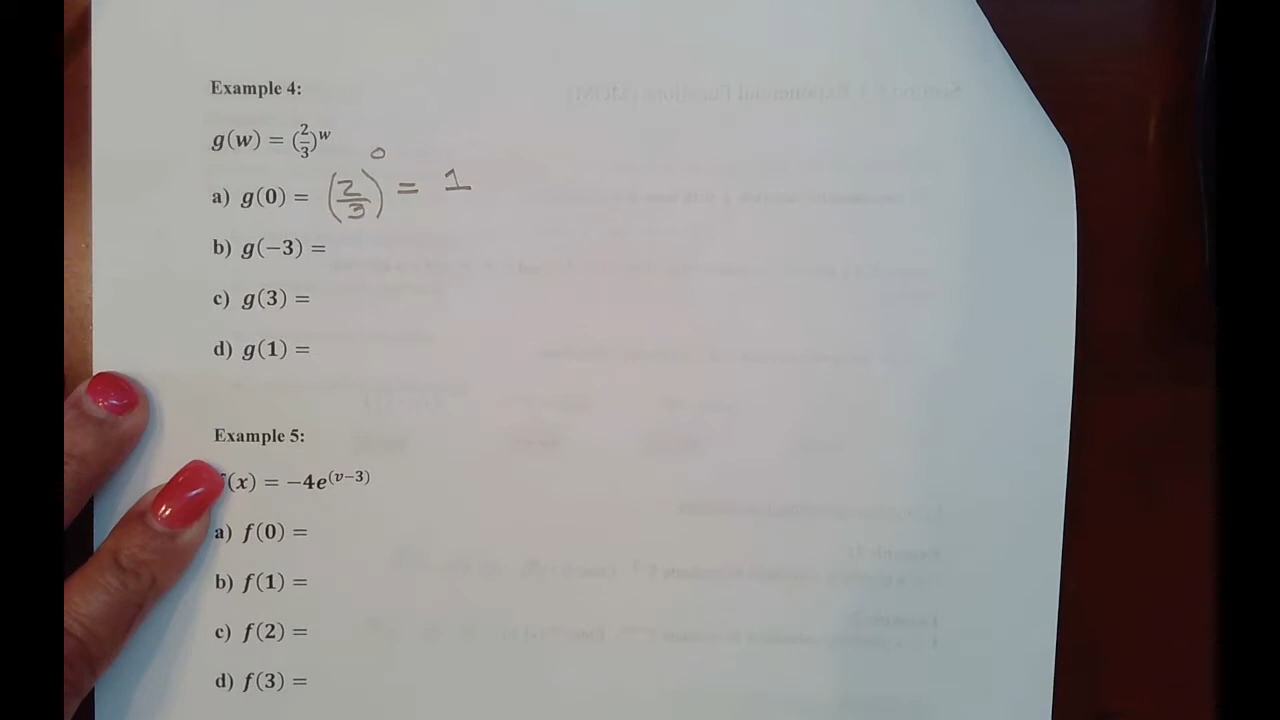 Example 4:
g(w) = (2/3)^w
a) g(0) = (2/3)^0 = 1
b) g(−3) =
c) g(3) =
d) g(1) =
Example 5:
(x) = −4e^(v−3)
a) f(0) =
b) f(1) =
c) f(2) =
d) f(3) =